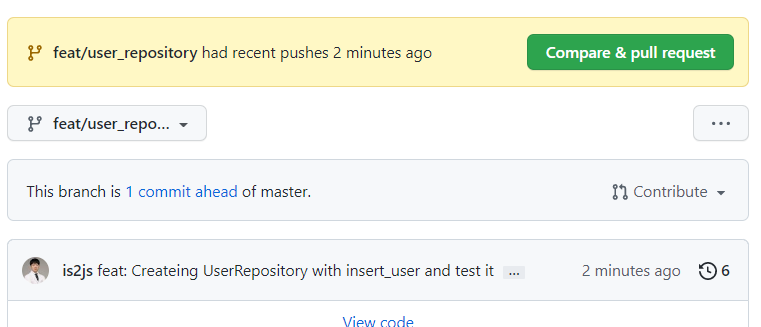 feat/user_repository had recent pushes 2 minutes ago Compare & pull request
feat/user_repo...
This branch is 1 commit ahead of master. Contribute
is2js feat: Createing UserRepository with insert_user and test it ... 2 minutes ago 6
View code